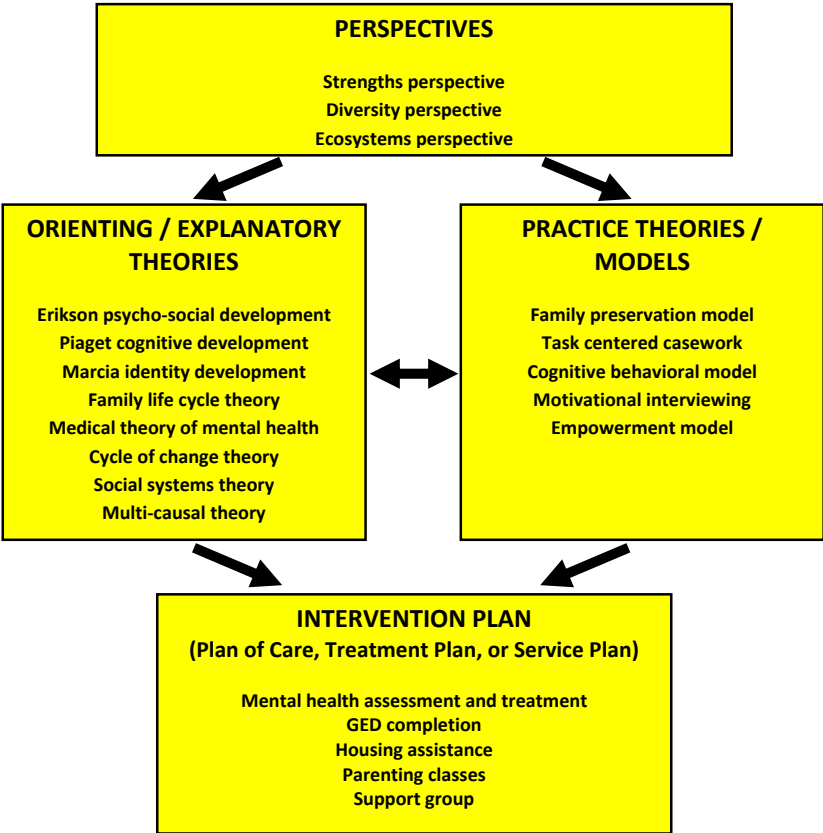 PERSPECTIVES
Strengths perspective
Diversity perspective
Ecosystems perspective
ORIENTING / EXPLANATORY
THEORIES
Erikson psycho-social development
Piaget cognitive development
Marcia identity development
Family life cycle theory
Medical theory of mental health
Cycle of change theory
Social systems theory
Multi-causal theory
PRACTICE THEORIES /
MODELS
Family preservation model
Task centered casework
Cognitive behavioral model
Motivational interviewing
Empowerment model
INTERVENTION PLAN
(Plan of Care, Treatment Plan, or Service Plan)
Mental health assessment and treatment
GED completion
Housing assistance
Parenting classes
Support group